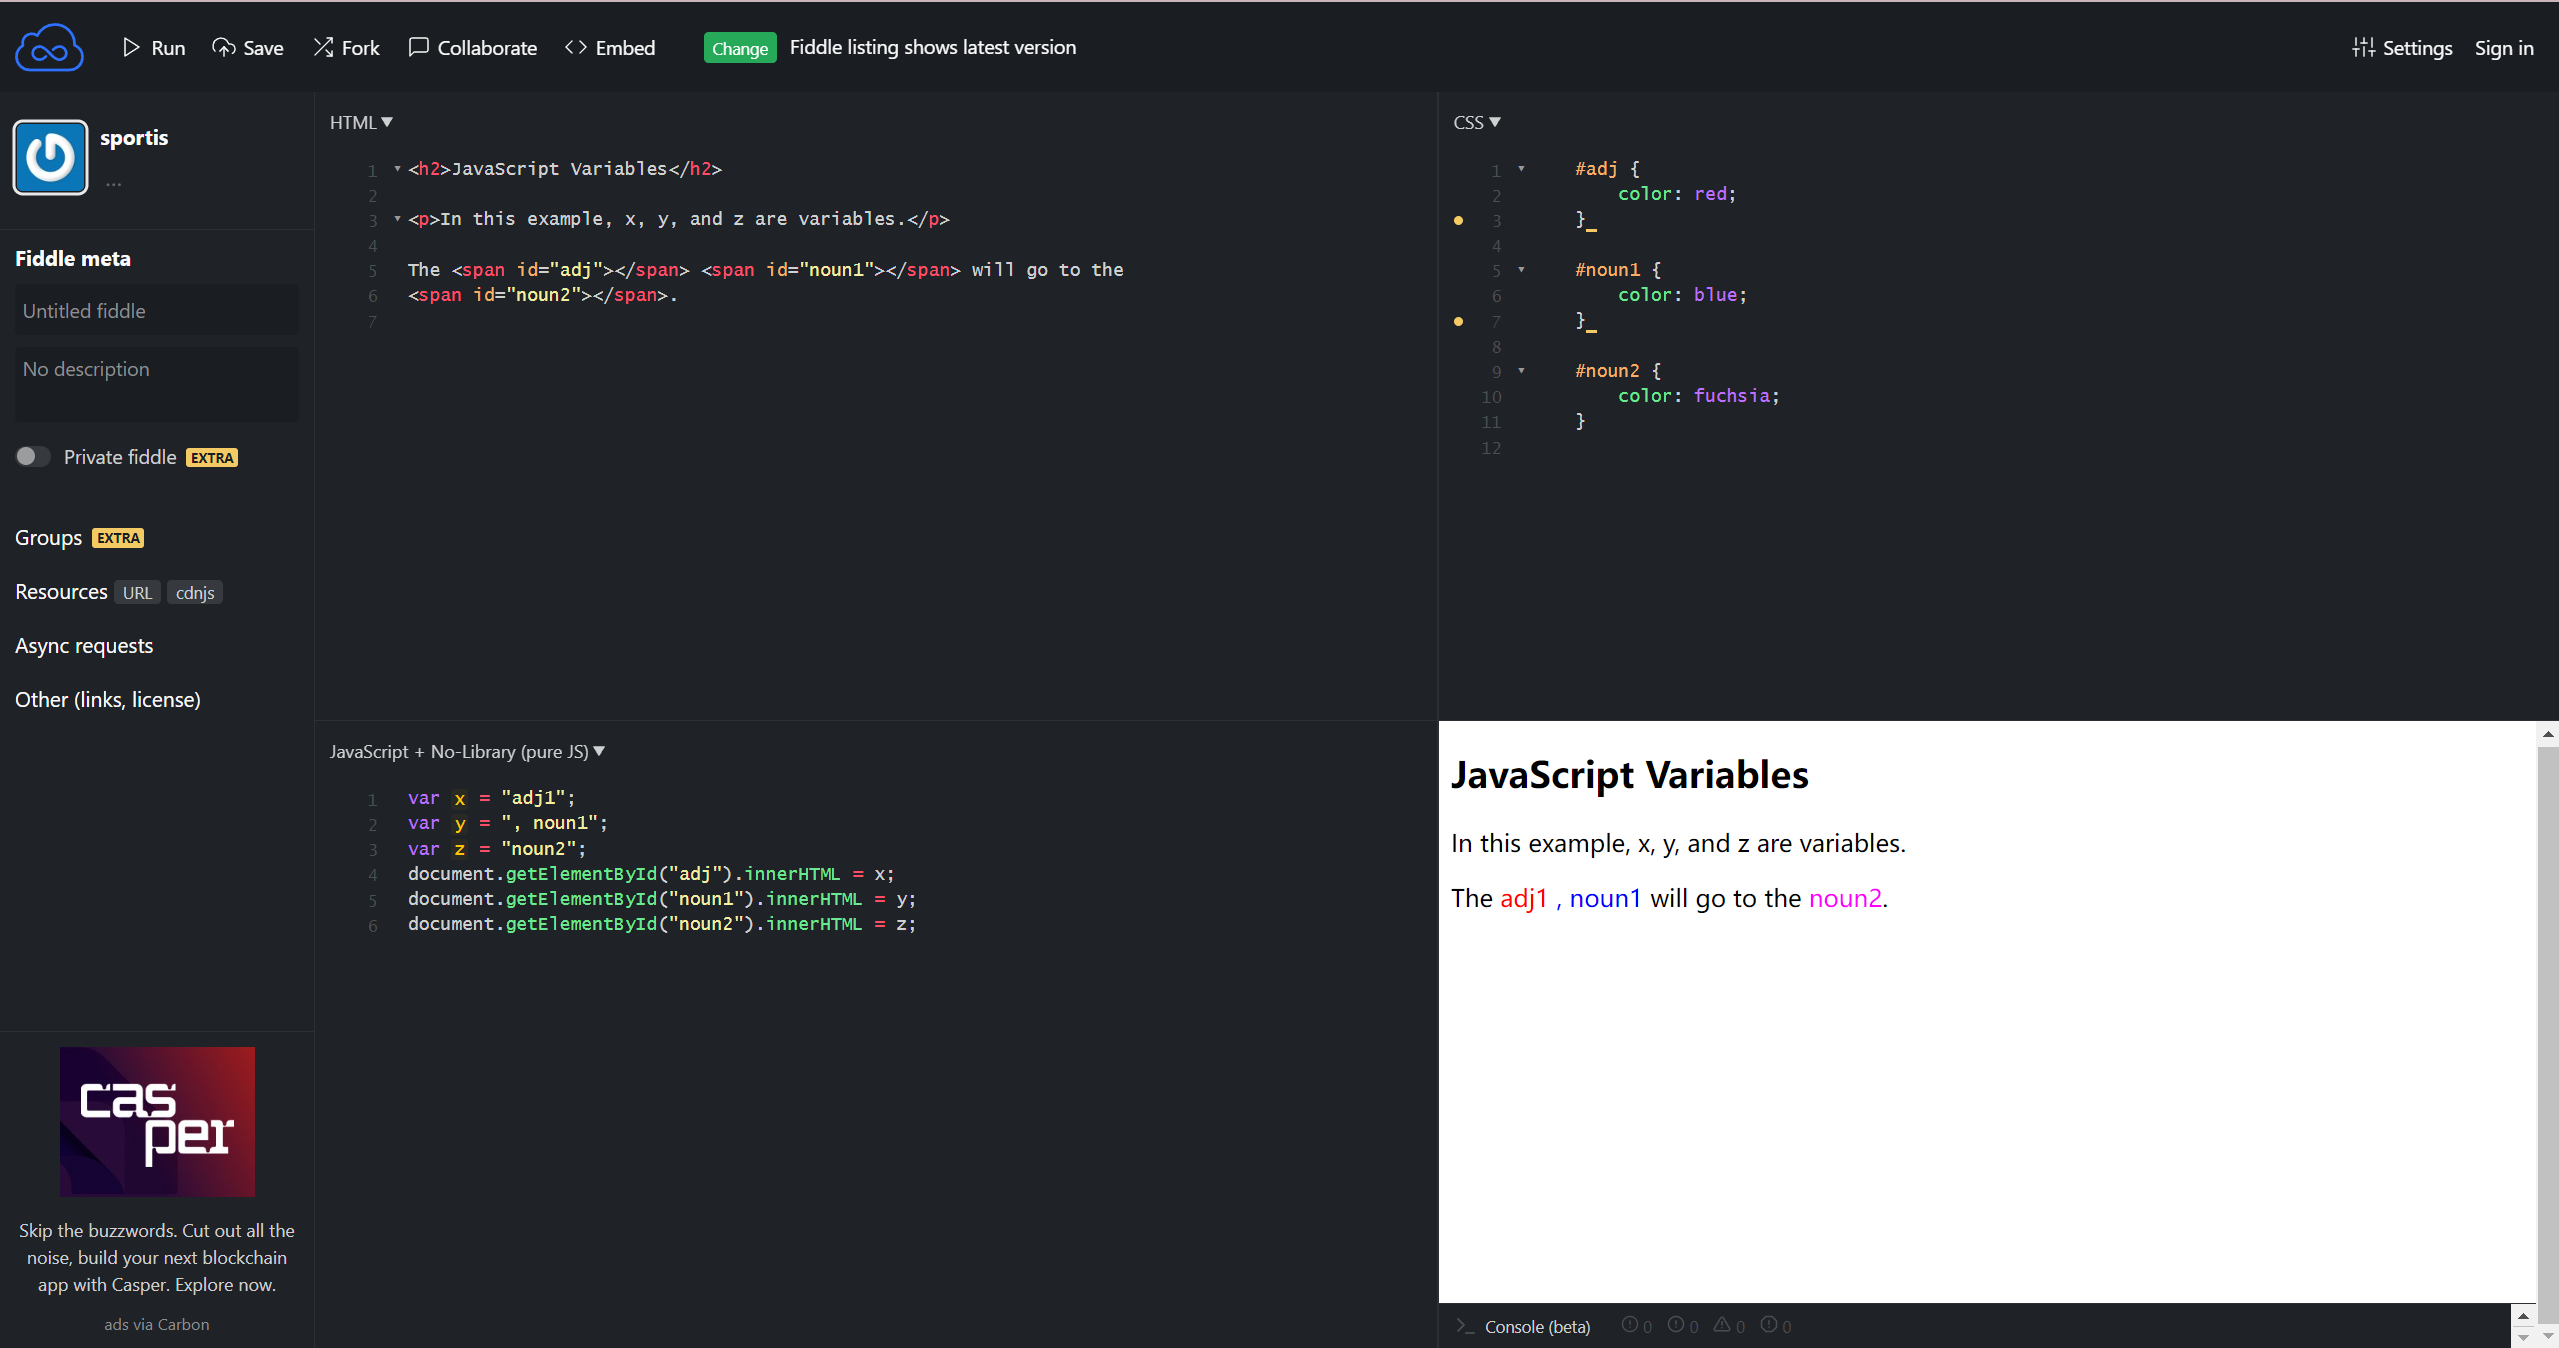 Run Save Fork Collaborate Embed Change Fiddle listing shows latest version Settings Sign in
sportis
...
Fiddle meta
Untitled fiddle
No description
Private fiddle EXTRA
Groups EXTRA
Resources URL cdnjs
Async requests
Other (links, license)
casper
Skip the buzzwords. Cut out all the
noise, build your next blockchain
app with Casper. Explore now.
ads via Carbon
HTML▼
1 <h2>JavaScript Variables</h2>
2
3 <p>In this example, x, y, and z are variables.</p>
4
5 The <span id="adj"></span> <span id="noun1"></span> will go to the
6 <span id="noun2"></span>.
7
CSS▼
1 #adj {
2 color: red;
3 }
4
5 #noun1 {
6 color: blue;
7 }
8
9 #noun2 {
10 color: fuchsia;
11 }
12
JavaScript + No-Library (pure JS)▼
1 var x = "adj1";
2 var y = ", noun1";
3 var z = "noun2";
4 document.getElementById("adj").innerHTML = x;
5 document.getElementById("noun1").innerHTML = y;
6 document.getElementById("noun2").innerHTML = z;
JavaScript Variables
In this example, x, y, and z are variables.
The adj1 , noun1 will go to the noun2.
>_ Console (beta) 0 0 0 0